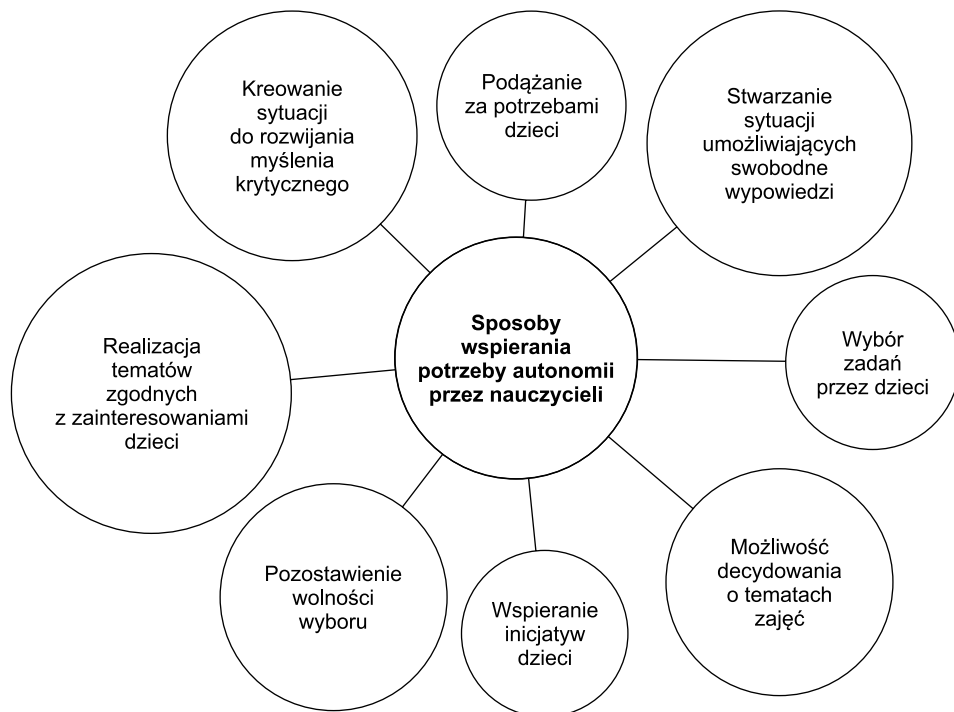 Kreowanie
sytuacji
do rozwijania
myślenia
krytycznego
Podążanie
za potrzebami
dzieci
Stwarzanie
sytuacji
umożliwiających
swobodne
wypowiedzi
Sposoby
wspierania
potrzeby autonomii
przez nauczycieli
Realizacja
tematów
zgodnych
z zainteresowaniami
dzieci
Wybór
zadań
przez dzieci
Pozostawienie
wolności
wyboru
Wspieranie
inicjatyw
dzieci
Możliwość
decydowania
o tematach
zajęć